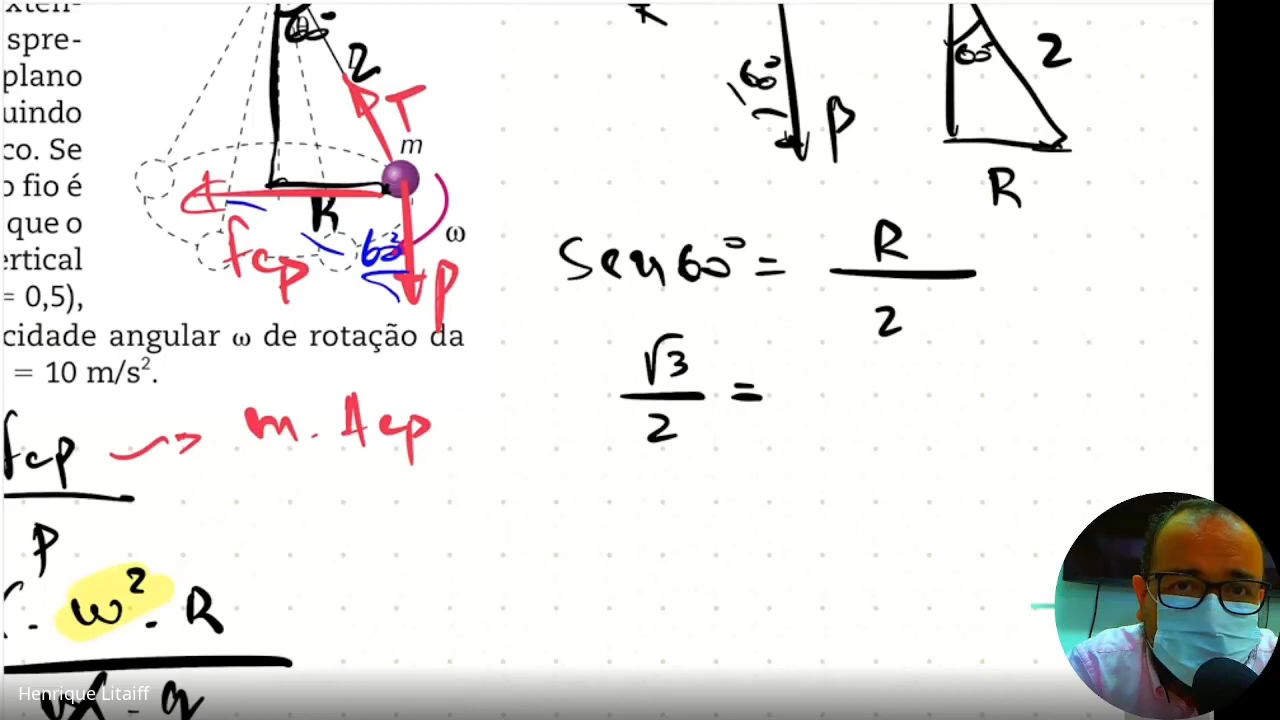 spre-
plano
uindo
co. Se
o fio é
que o
ertical
= 0,5),
cidade angular ω de rotação da
= 10 m/s².
60°
2
T
m
R
fcp
60°
P
ω
60°
P
60°
2
R
Sen 60° = R / 2
√3 / 2 =
fcp → m. Acp
P
. ω² . R
m . g
Henrique Litaiff